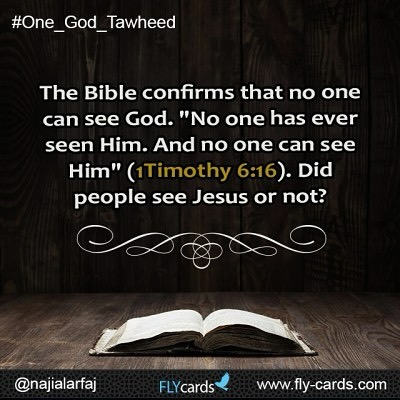 #One_God_Tawheed
The Bible confirms that no one
can see God. "No one has ever
seen Him. And no one can see
Him" (1Timothy 6:16). Did
people see Jesus or not?
@najialarfaj
FLYcards
www.fly-cards.com